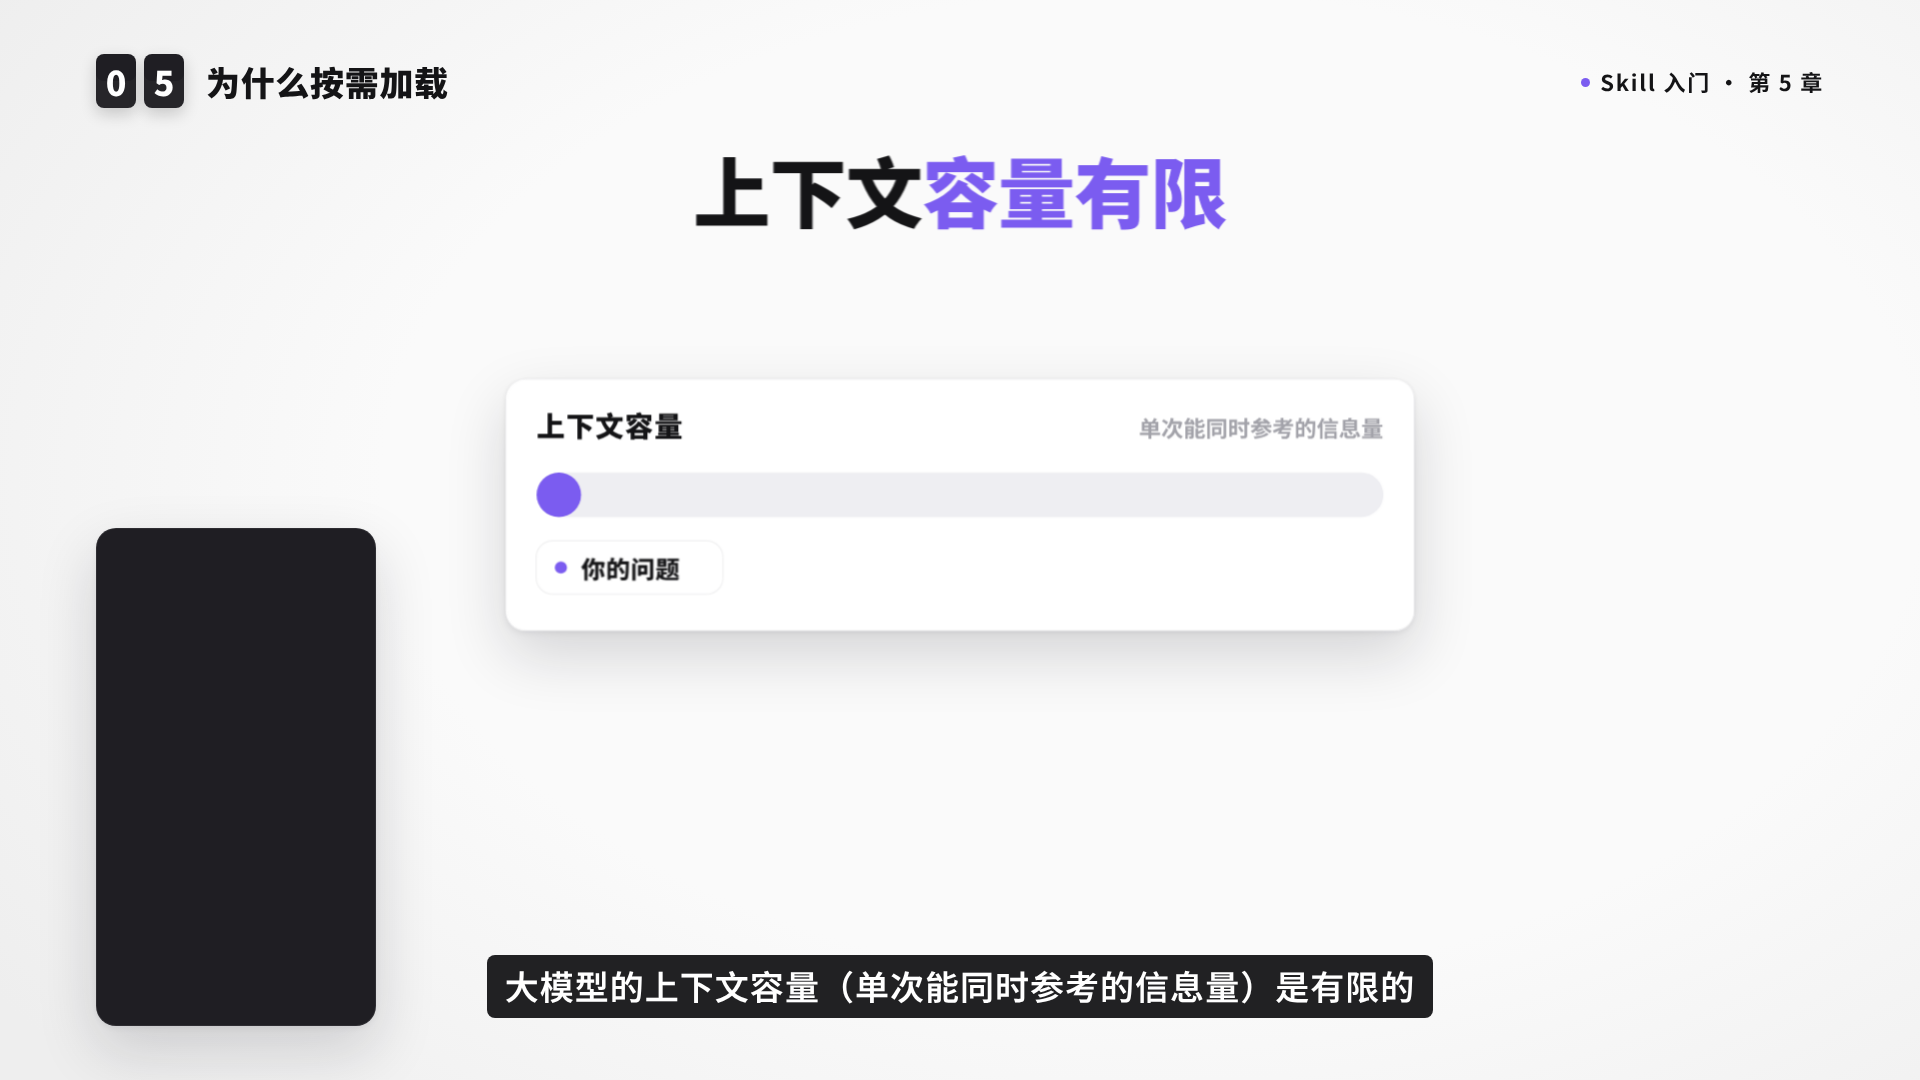 05 为什么按需加载
Skill 入门 · 第 5 章
上下文容量有限
上下文容量
单次能同时参考的信息量
你的问题
大模型的上下文容量（单次能同时参考的信息量）是有限的